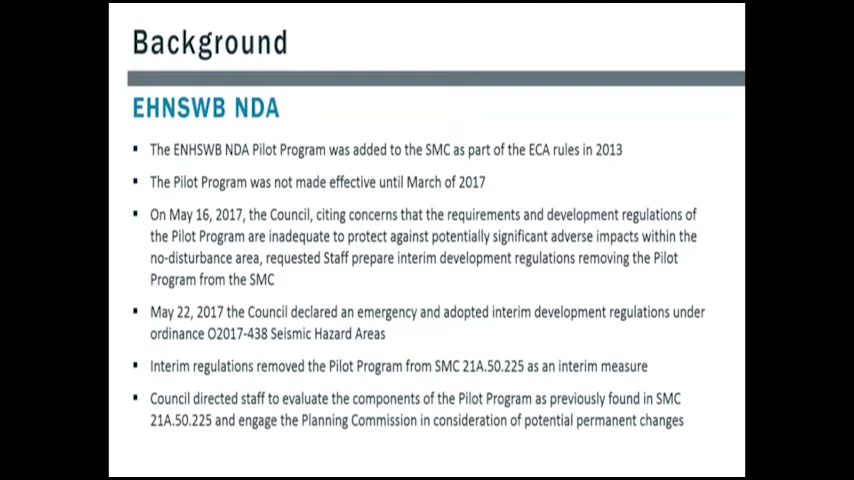 Background
EHNSWB NDA
▪ The ENHSWB NDA Pilot Program was added to the SMC as part of the ECA rules in 2013
▪ The Pilot Program was not made effective until March of 2017
▪ On May 16, 2017, the Council, citing concerns that the requirements and development regulations of
the Pilot Program are inadequate to protect against potentially significant adverse impacts within the
no-disturbance area, requested Staff prepare interim development regulations removing the Pilot
Program from the SMC
▪ May 22, 2017 the Council declared an emergency and adopted interim development regulations under
ordinance O2017-438 Seismic Hazard Areas
▪ Interim regulations removed the Pilot Program from SMC 21A.50.225 as an interim measure
▪ Council directed staff to evaluate the components of the Pilot Program as previously found in SMC
21A.50.225 and engage the Planning Commission in consideration of potential permanent changes